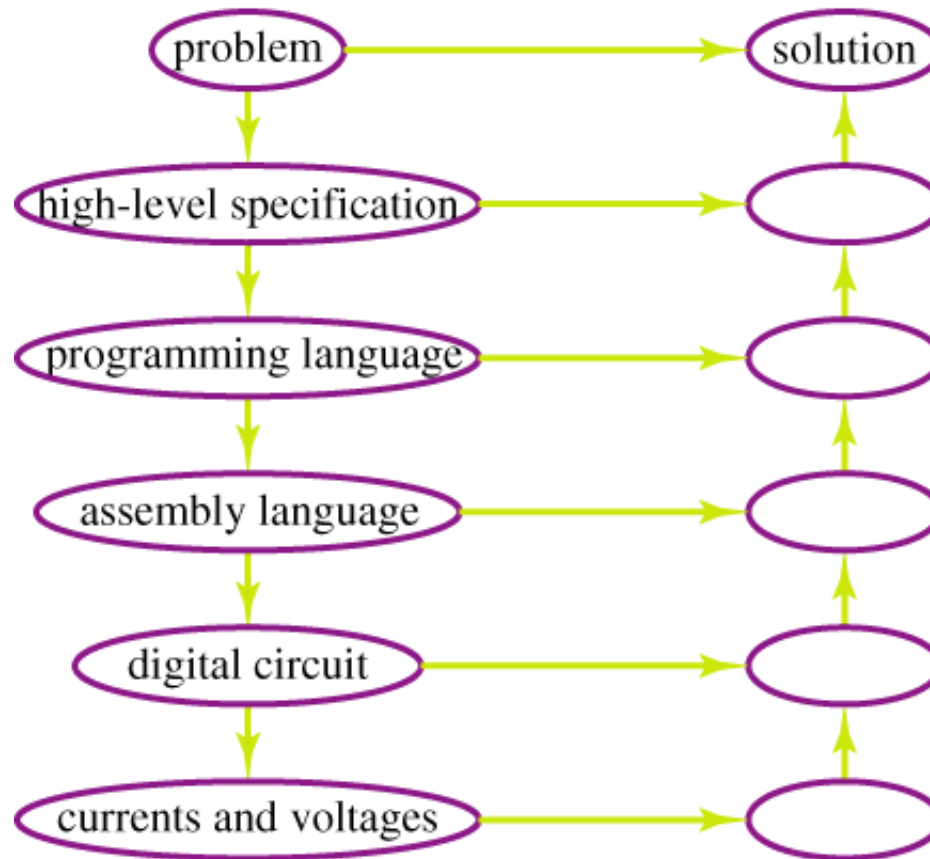 problem
solution
high-level specification
programming language
assembly language
digital circuit
currents and voltages